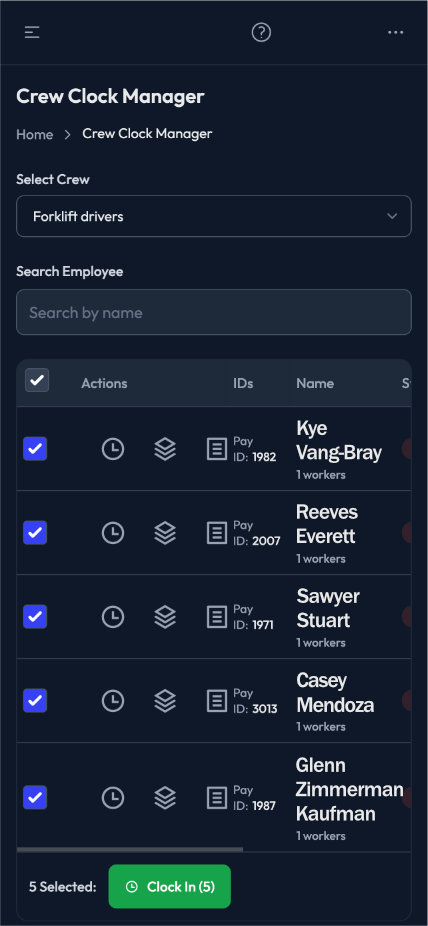 Crew Clock Manager
Home > Crew Clock Manager
Select Crew
Forklift drivers
Search Employee
Search by name
Actions IDs Name
Pay
ID: 1982
Kye
Vang-Bray
1 workers
Pay
ID: 2007
Reeves
Everett
1 workers
Pay
ID: 1971
Sawyer
Stuart
1 workers
Pay
ID: 3013
Casey
Mendoza
1 workers
Pay
ID: 1987
Glenn
Zimmerman
Kaufman
1 workers
5 Selected: Clock In (5)